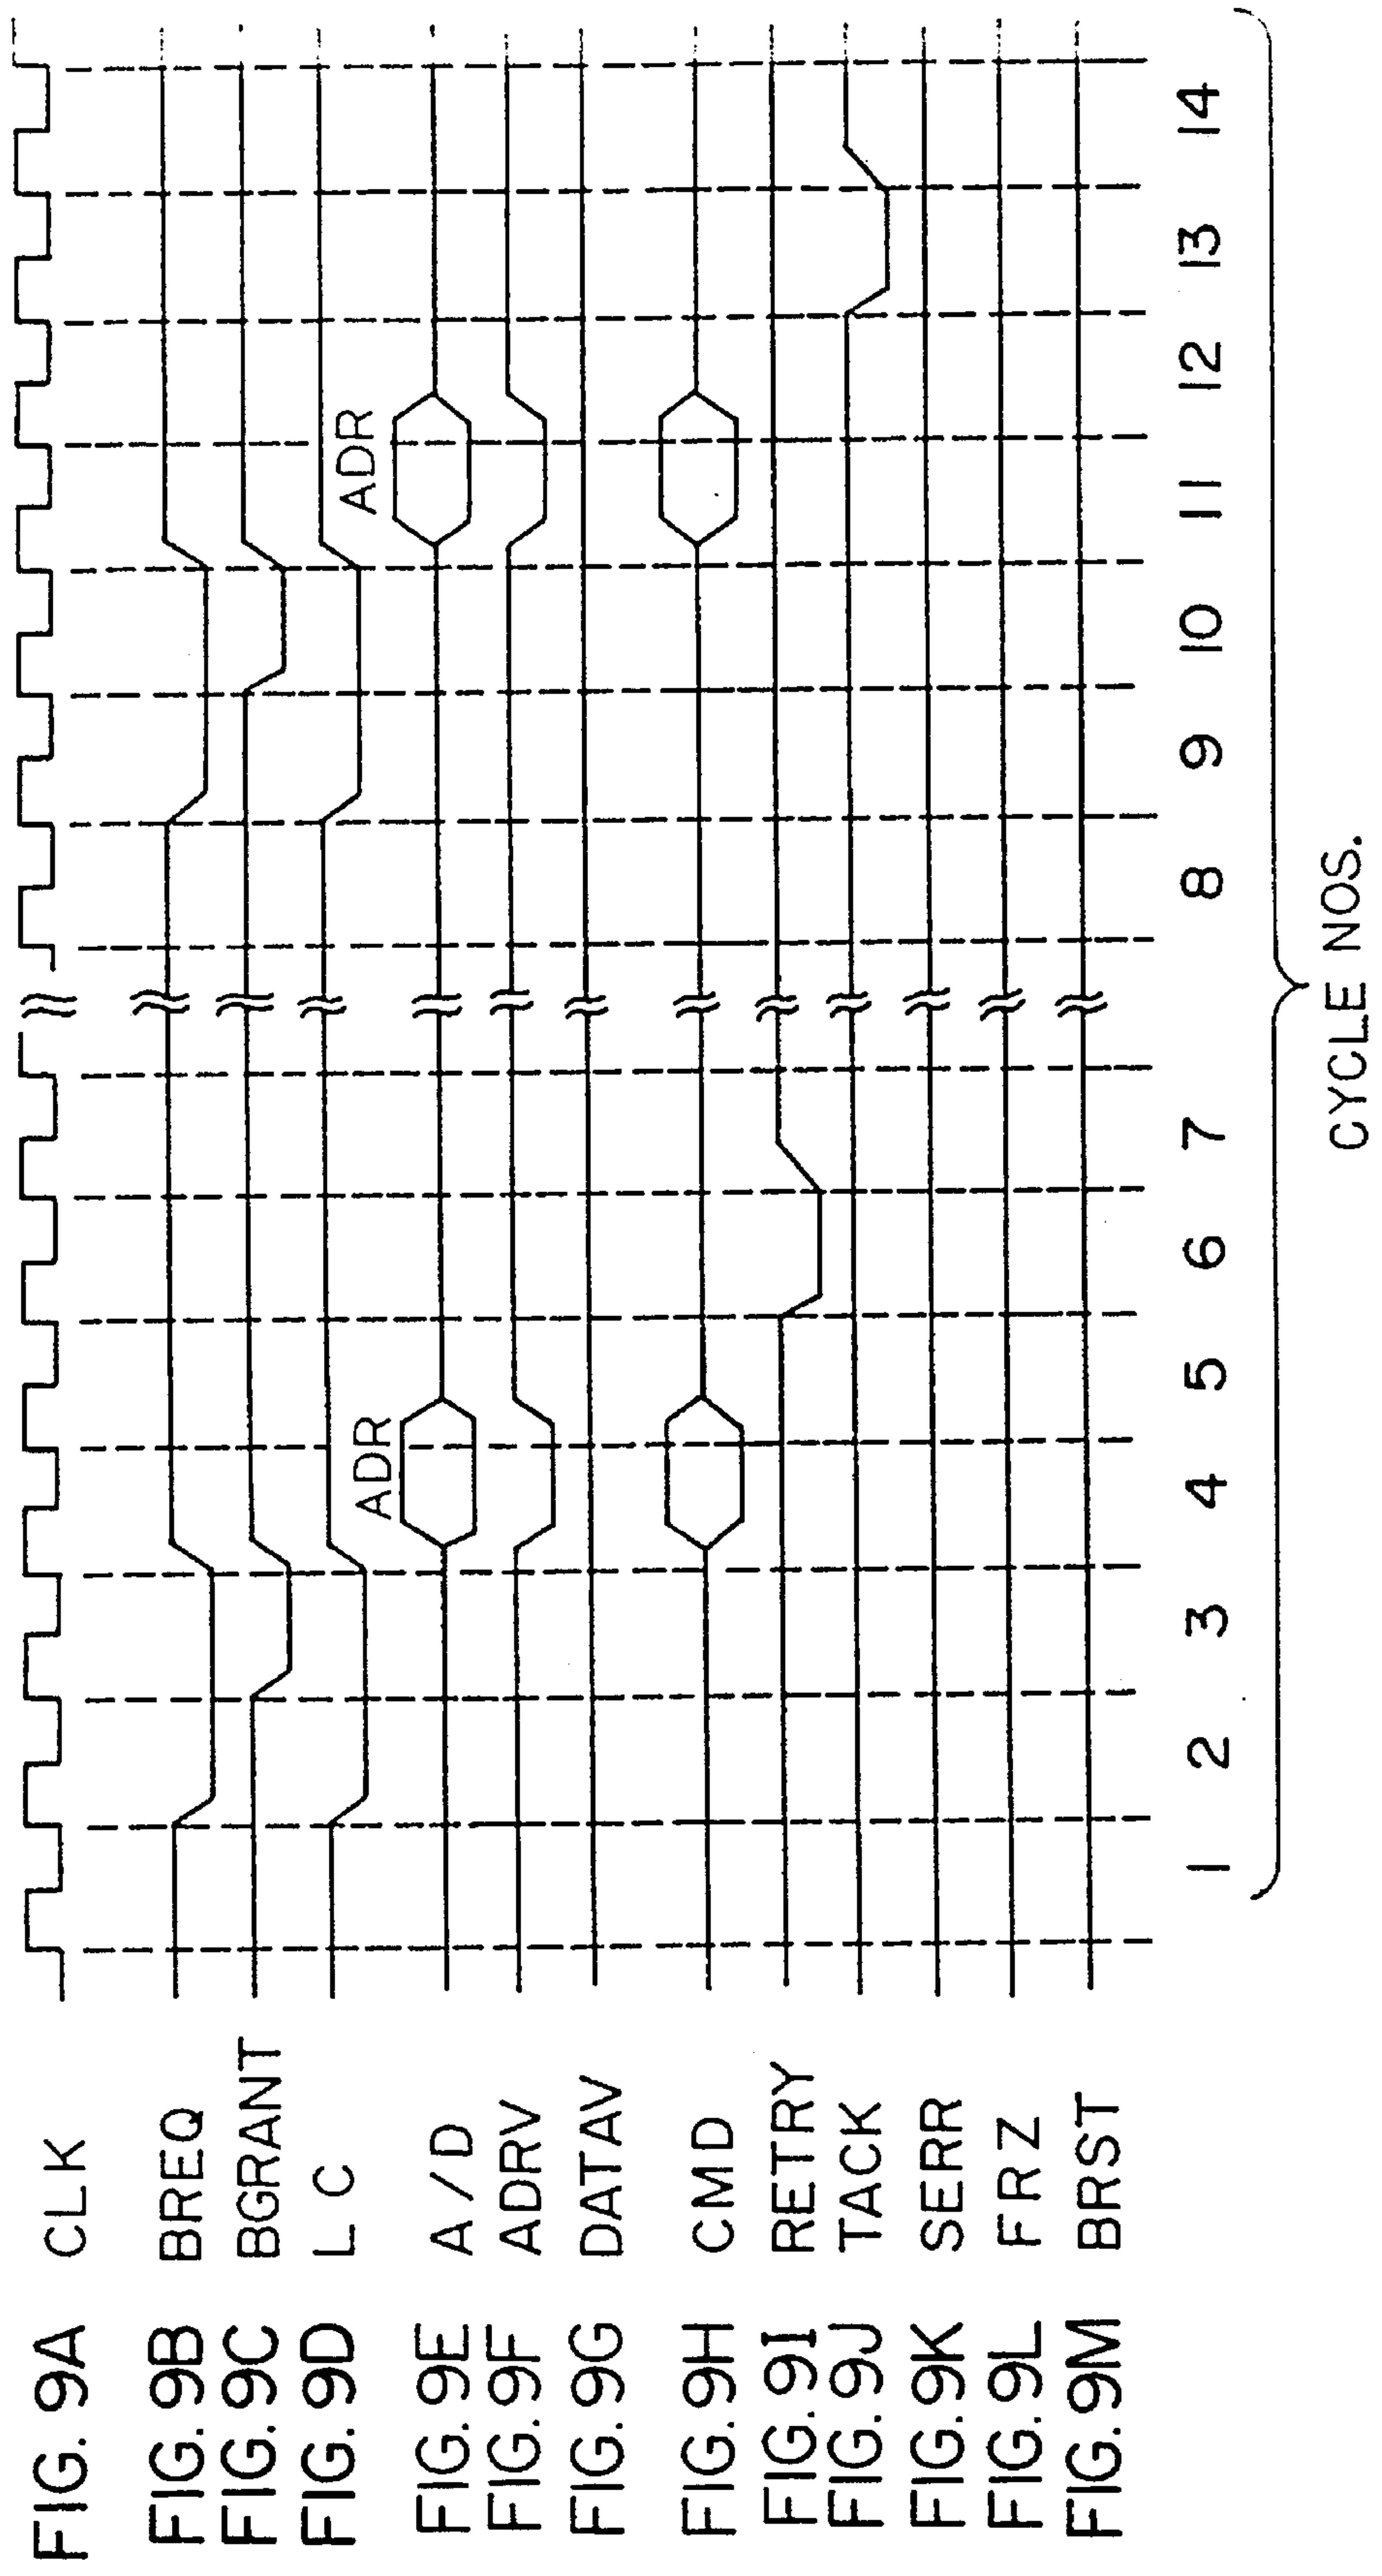 FIG. 9A CLK
FIG. 9B BREQ
FIG. 9C BGRANT
FIG. 9D LC
ADR ADR
FIG. 9E A/D
FIG. 9F ADRV
FIG. 9G DATAV
FIG. 9H CMD
FIG. 9I RETRY
FIG. 9J TACK
FIG. 9K SERR
FIG. 9L FRZ
FIG. 9M BRST
1 2 3 4 5 6 7 8 9 10 11 12 13 14
CYCLE NOS.